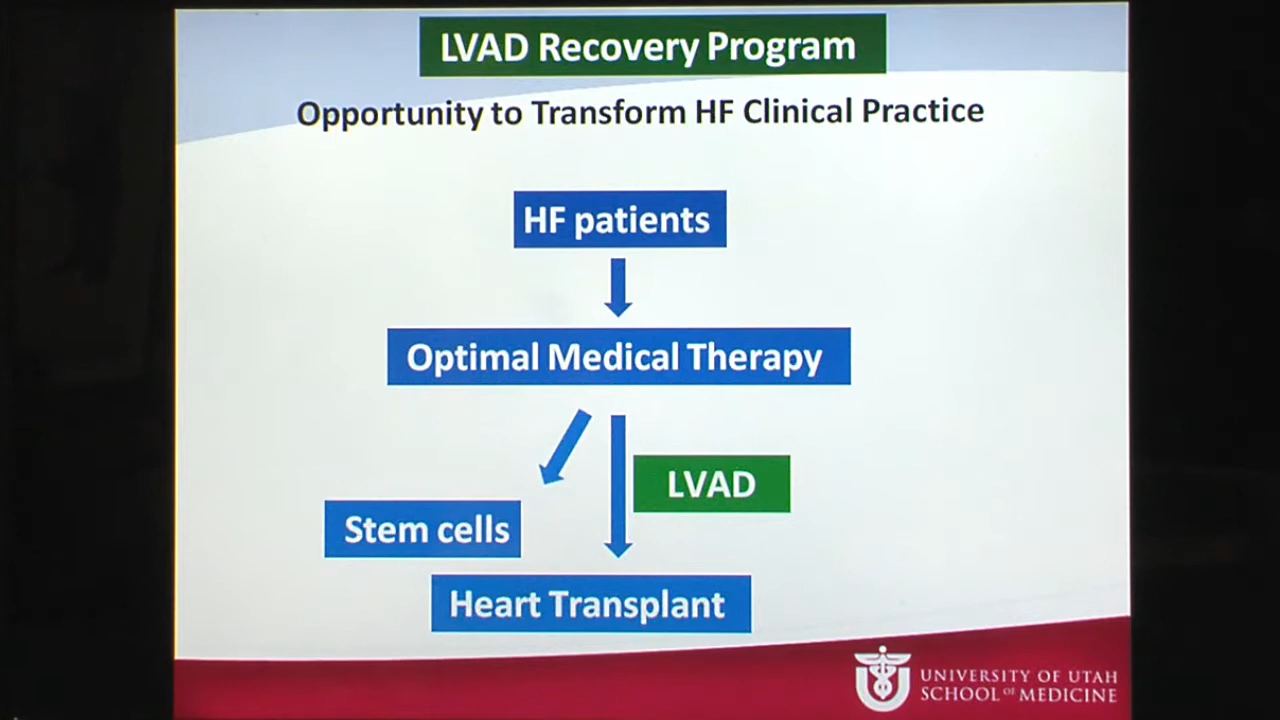 LVAD Recovery Program
Opportunity to Transform HF Clinical Practice
HF patients
Optimal Medical Therapy
LVAD
Stem cells
Heart Transplant
UNIVERSITY OF UTAH
SCHOOL OF MEDICINE